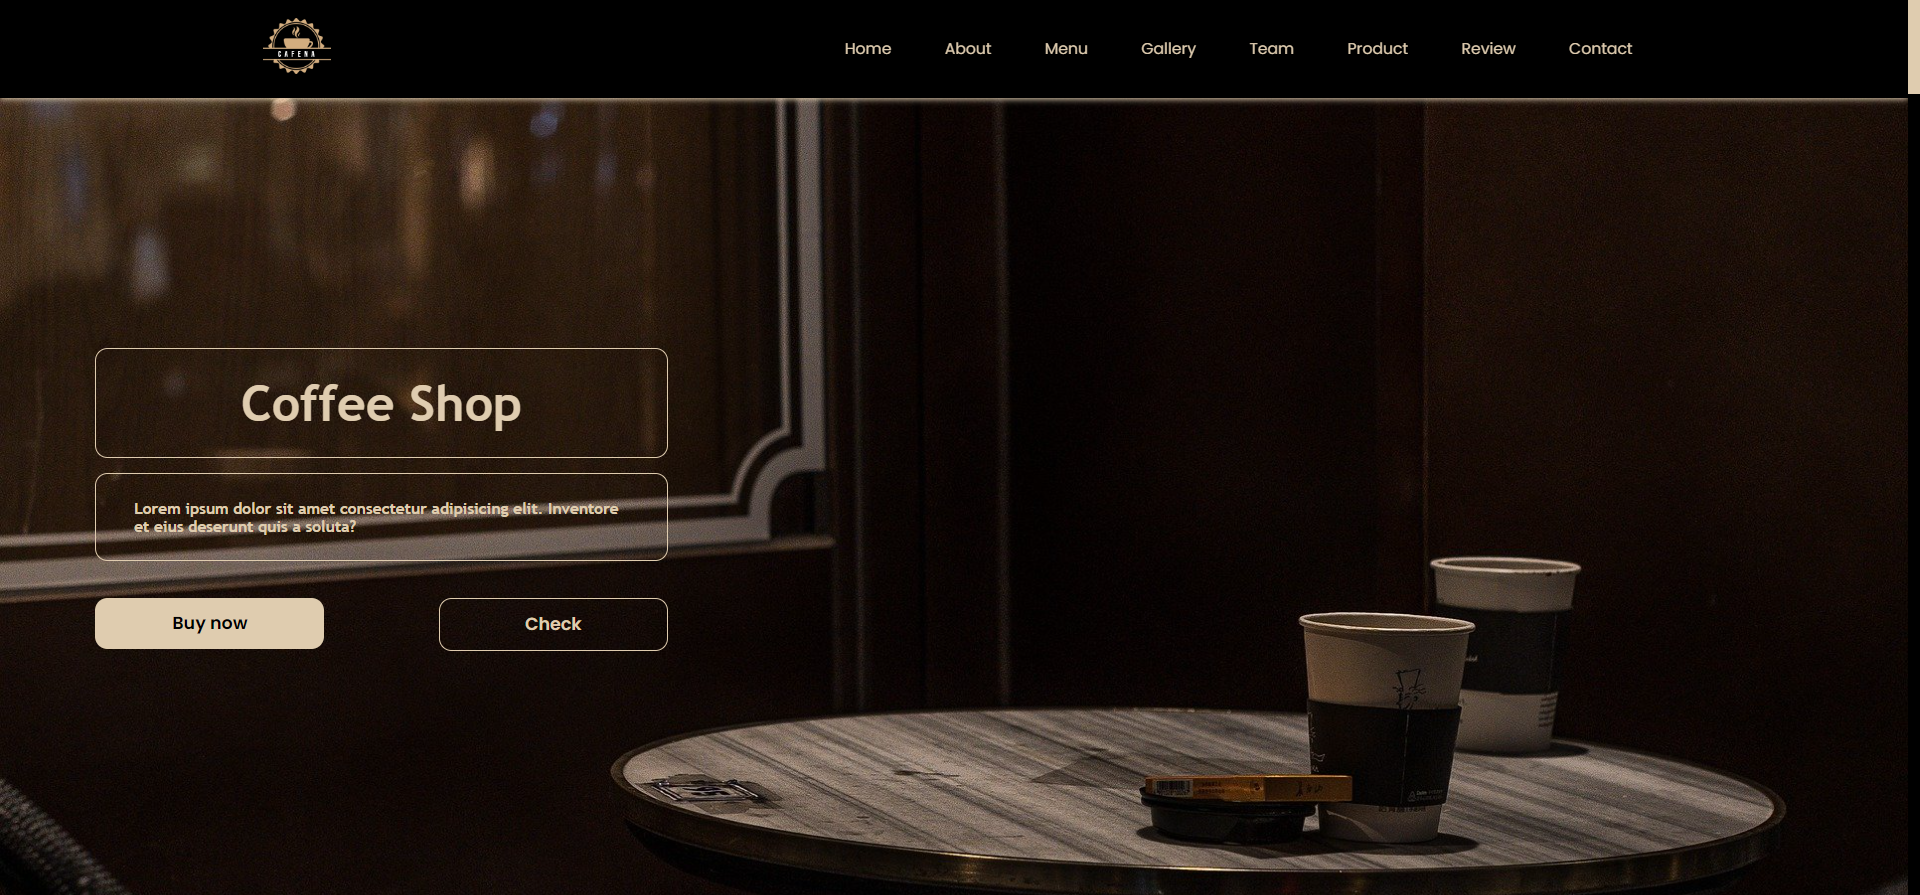 CAFENA
Home
About
Menu
Gallery
Team
Product
Review
Contact
Coffee Shop
Lorem ipsum dolor sit amet consectetur adipisicing elit. Inventore
et eius deserunt quis a soluta?
Buy now
Check